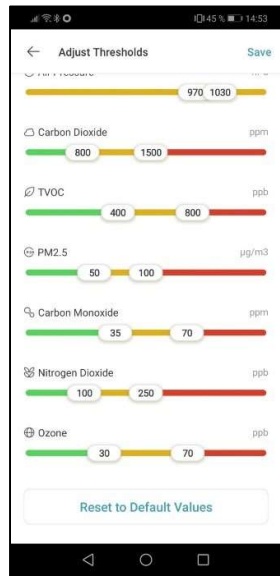 45 % 14:53
Adjust Thresholds Save
Air Pressure
970 1030
Carbon Dioxide ppm
800 1500
TVOC ppb
400 800
PM2.5 µg/m3
50 100
Carbon Monoxide ppm
35 70
Nitrogen Dioxide ppb
100 250
Ozone ppb
30 70
Reset to Default Values